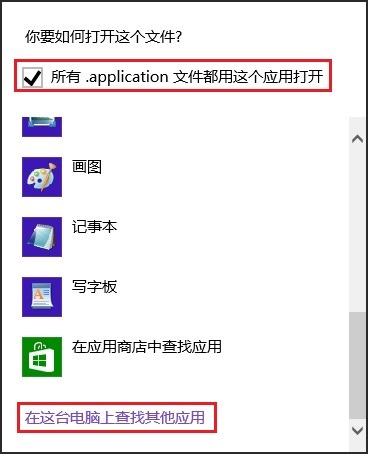 你要如何打开这个文件?
所有 .application 文件都用这个应用打开
画图
记事本
写字板
在应用商店中查找应用
在这台电脑上查找其他应用